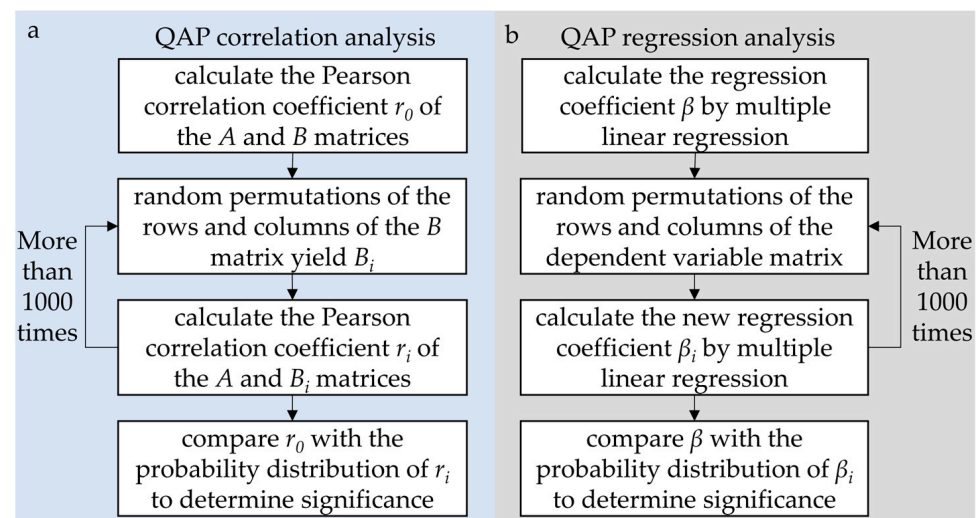 a
QAP correlation analysis
calculate the Pearson
correlation coefficient r0 of
the A and B matrices
random permutations of the
rows and columns of the B
matrix yield Bi
More
than
1000
times
calculate the Pearson
correlation coefficient ri of
the A and Bi matrices
compare r0 with the
probability distribution of ri
to determine significance
b
QAP regression analysis
calculate the regression
coefficient β by multiple
linear regression
random permutations of the
rows and columns of the
dependent variable matrix
More
than
1000
times
calculate the new regression
coefficient βi by multiple
linear regression
compare β with the
probability distribution of βi
to determine significance